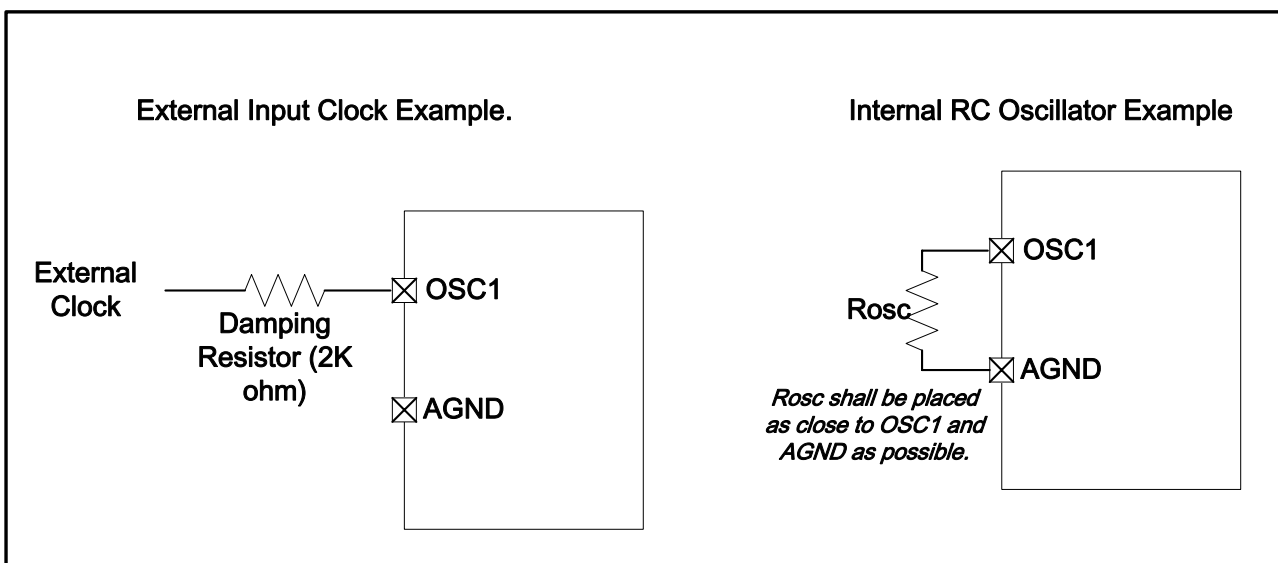 External Input Clock Example.
External
Clock
Damping
Resistor (2K
ohm)
OSC1
AGND
Internal RC Oscillator Example
OSC1
Rosc
AGND
Rosc shall be placed
as close to OSC1 and
AGND as possible.